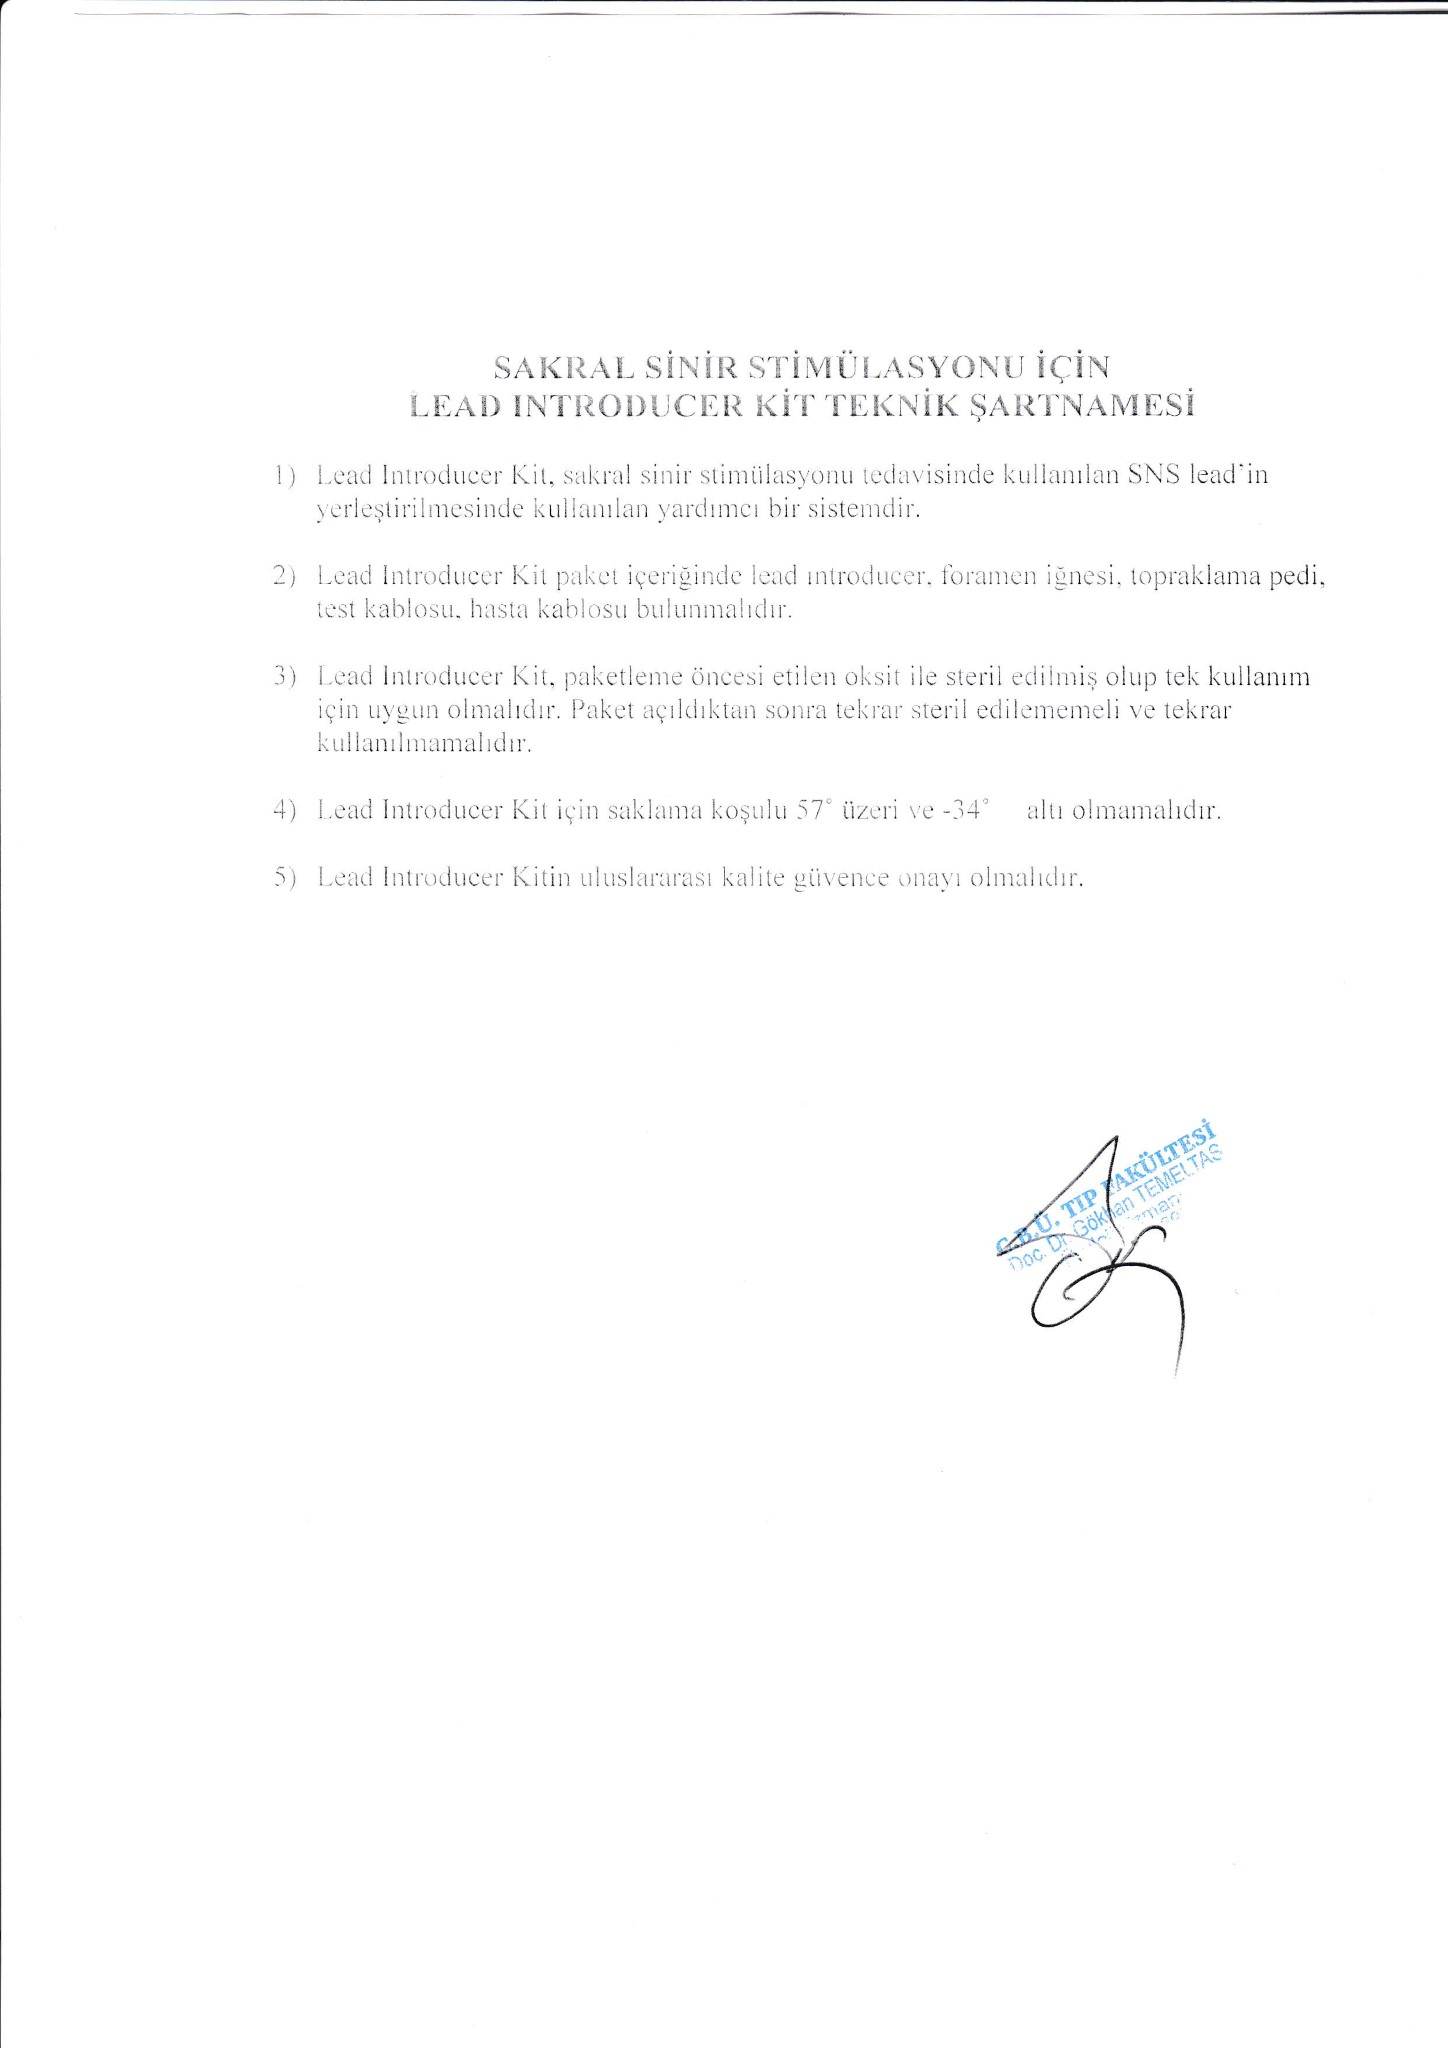 SAKRAL SİNİR STİMÜLASYONU İÇİN
LEAD INTRODUCER KİT TEKNİK ŞARTNAMESİ
1) Lead Introducer Kit, sakral sinir stimülasyonu tedavisinde kullanılan SNS lead'in
yerleştirilmesinde kullanılan yardımcı bir sistemdir.
2) Lead Introducer Kit paket içeriğinde lead ıntroducer, foramen iğnesi, topraklama pedi,
test kablosu, hasta kablosu bulunmalıdır.
3) Lead Introducer Kit, paketleme öncesi etilen oksit ile steril edilmiş olup tek kullanım
için uygun olmalıdır. Paket açıldıktan sonra tekrar steril edilememeli ve tekrar
kullanılmamalıdır.
4) Lead Introducer Kit için saklama koşulu 57° üzeri ve -34° altı olmamalıdır.
5) Lead Introducer Kitin uluslararası kalite güvence onayı olmalıdır.
C.B.Ü. TIP FAKÜLTESİ
Doç. Dr. Gökhan TEMELTAŞ